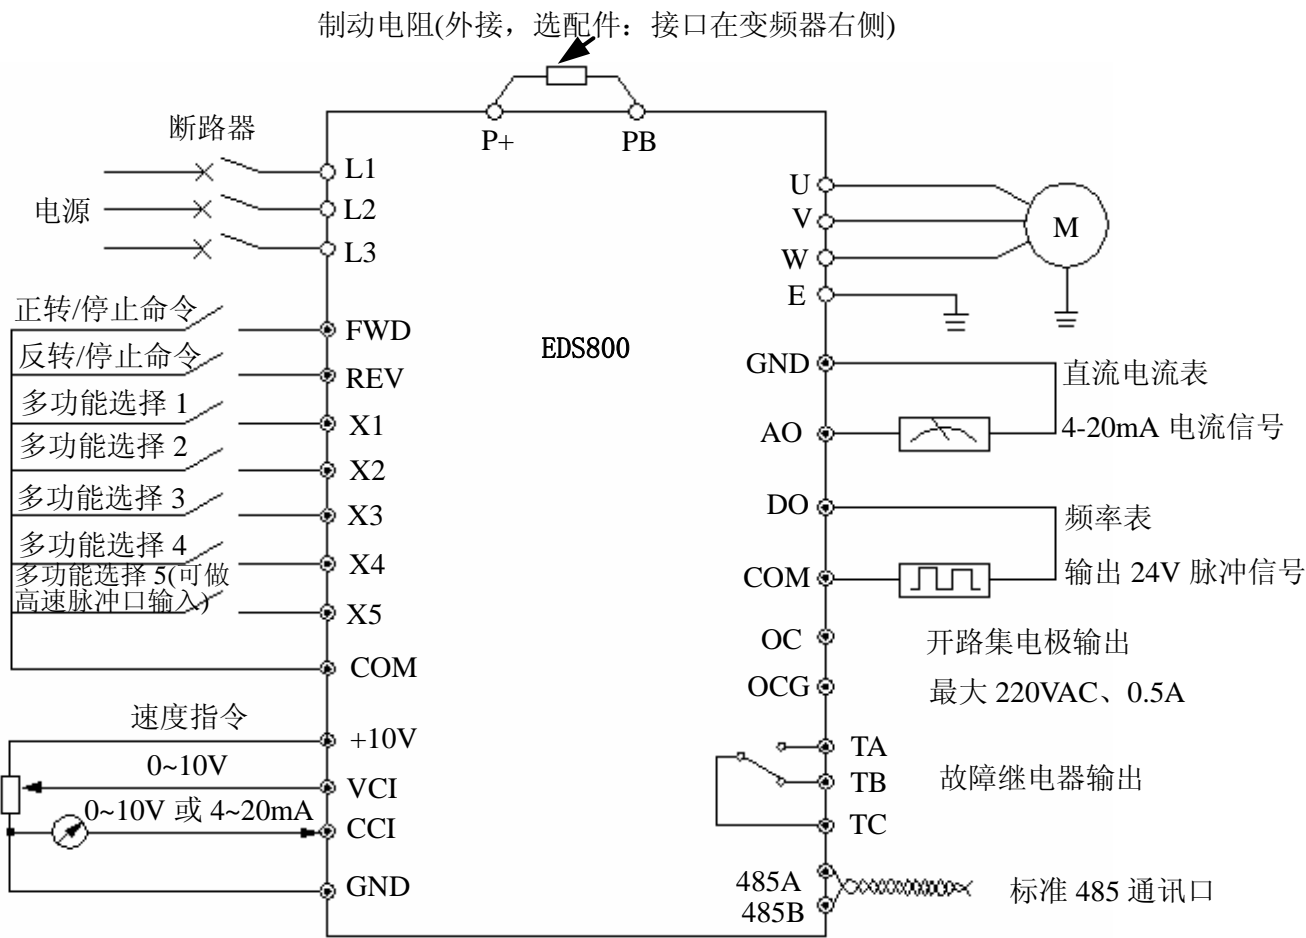 制动电阻(外接，选配件：接口在变频器右侧)
P+
PB
断路器
电源
L1
L2
L3
正转/停止命令
FWD
反转/停止命令
REV
多功能选择 1
X1
多功能选择 2
X2
多功能选择 3
X3
多功能选择 4
X4
多功能选择 5(可做
高速脉冲口输入)
X5
COM
速度指令
+10V
0~10V
VCI
0~10V 或 4~20mA
CCI
GND
EDS800
U
V
W
E
M
GND
直流电流表
AO
4-20mA 电流信号
DO
频率表
COM
输出 24V 脉冲信号
OC
开路集电极输出
OCG
最大 220VAC、0.5A
TA
TB
故障继电器输出
TC
485A
485B
标准 485 通讯口